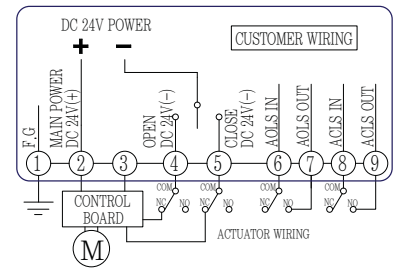 DC 24V POWER
+ −
CUSTOMER WIRING
F.G
MAIN POWER
DC 24V(+)
OPEN
DC 24V(−)
CLOSE
DC 24V(−)
AOLS IN
AOLS OUT
ACLS IN
ACLS OUT
1 2 3 4 5 6 7 8 9
COM COM COM COM
NC NO NC NO NC NO NC NO
CONTROL
BOARD
ACTUATOR WIRING
M